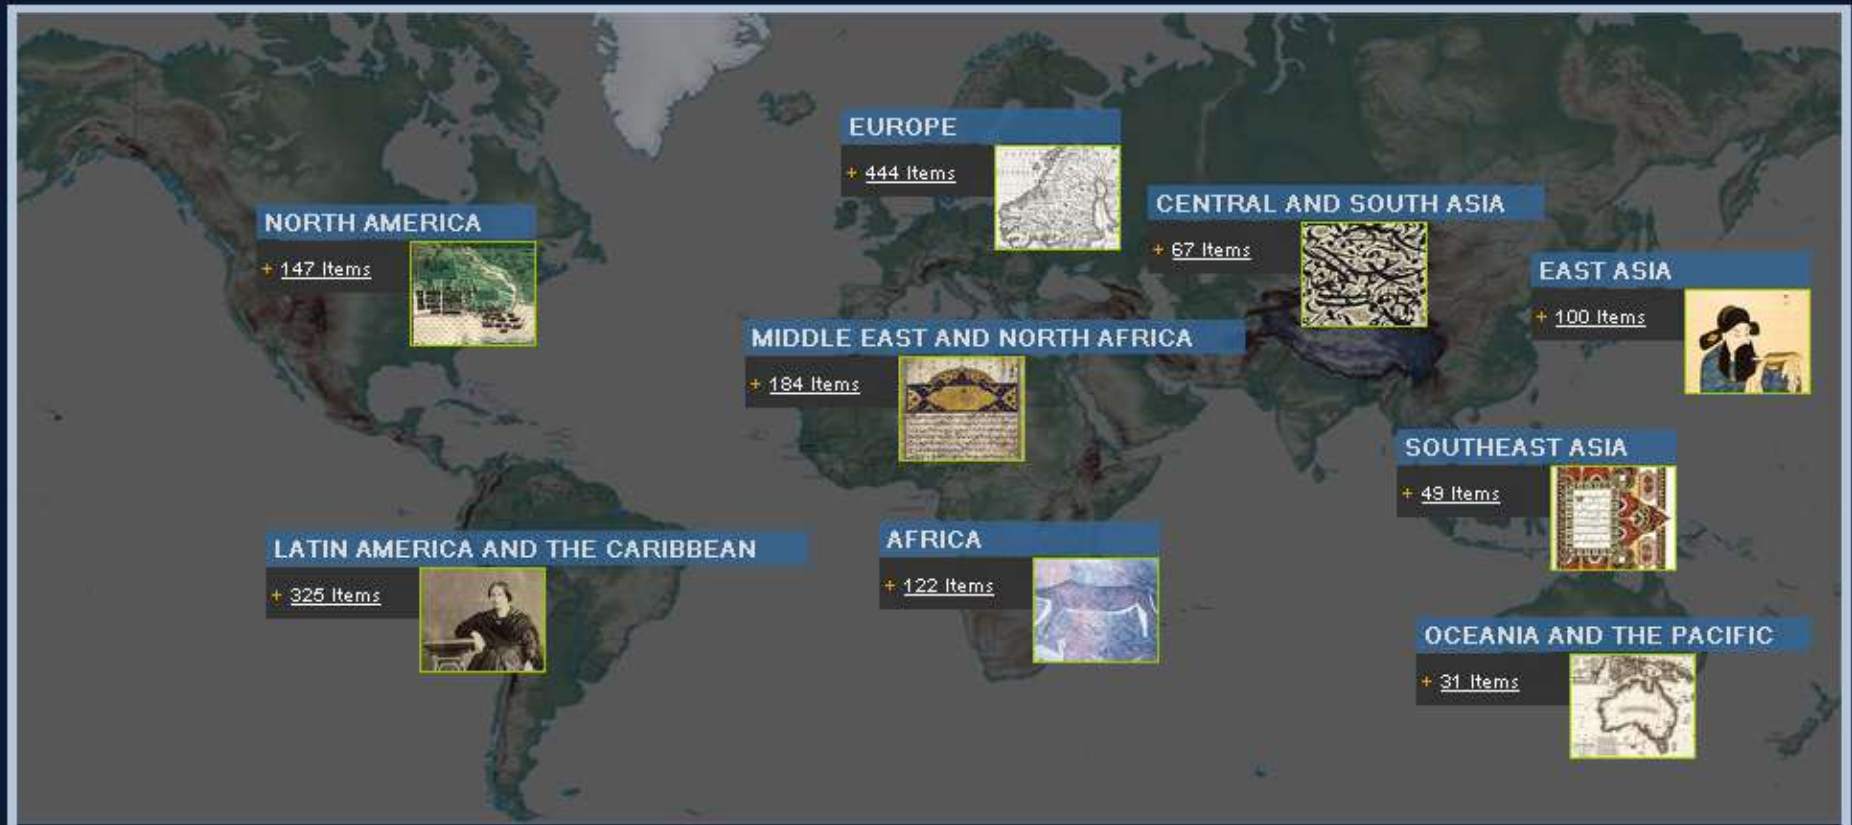 EUROPE
+ 444 Items
CENTRAL AND SOUTH ASIA
+ 67 Items
NORTH AMERICA
+ 147 Items
EAST ASIA
+ 100 Items
MIDDLE EAST AND NORTH AFRICA
+ 184 Items
SOUTHEAST ASIA
+ 49 Items
LATIN AMERICA AND THE CARIBBEAN
+ 325 Items
AFRICA
+ 122 Items
OCEANIA AND THE PACIFIC
+ 31 Items